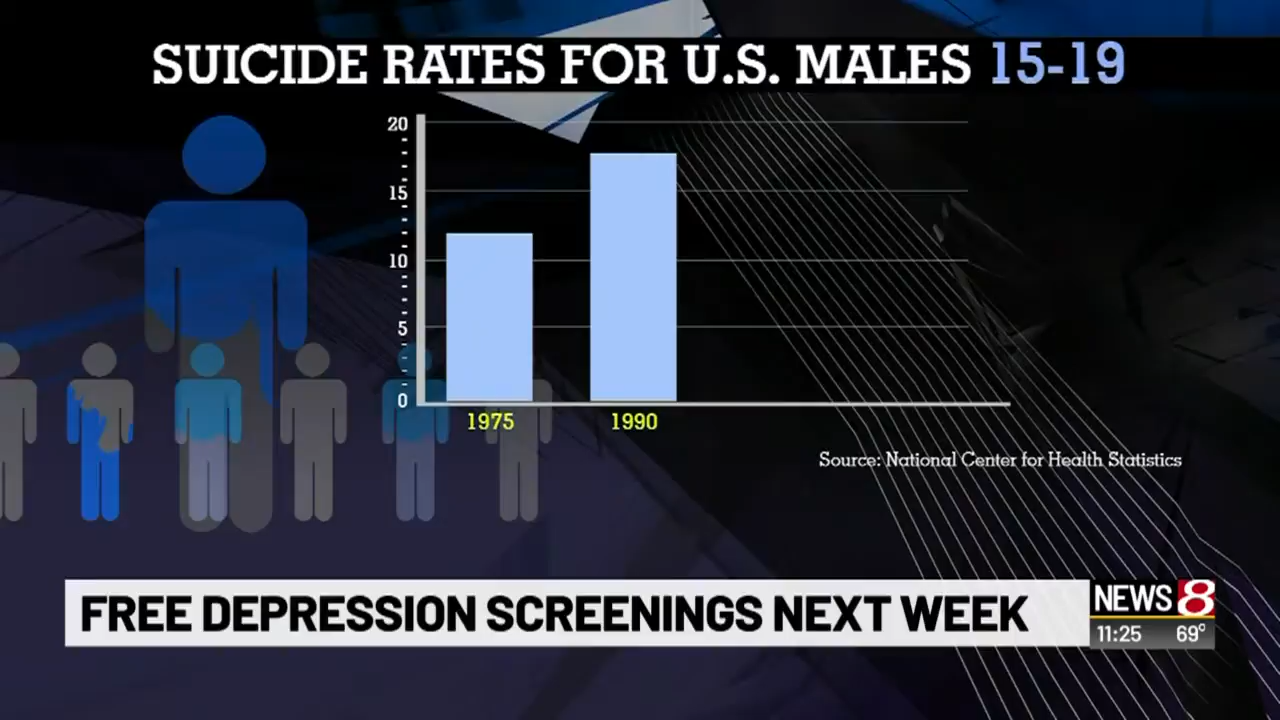 SUICIDE RATES FOR U.S. MALES 15-19
20
15
10
5
0
1975 1990
Source: National Center for Health Statistics
FREE DEPRESSION SCREENINGS NEXT WEEK
NEWS 8
11:25 69°